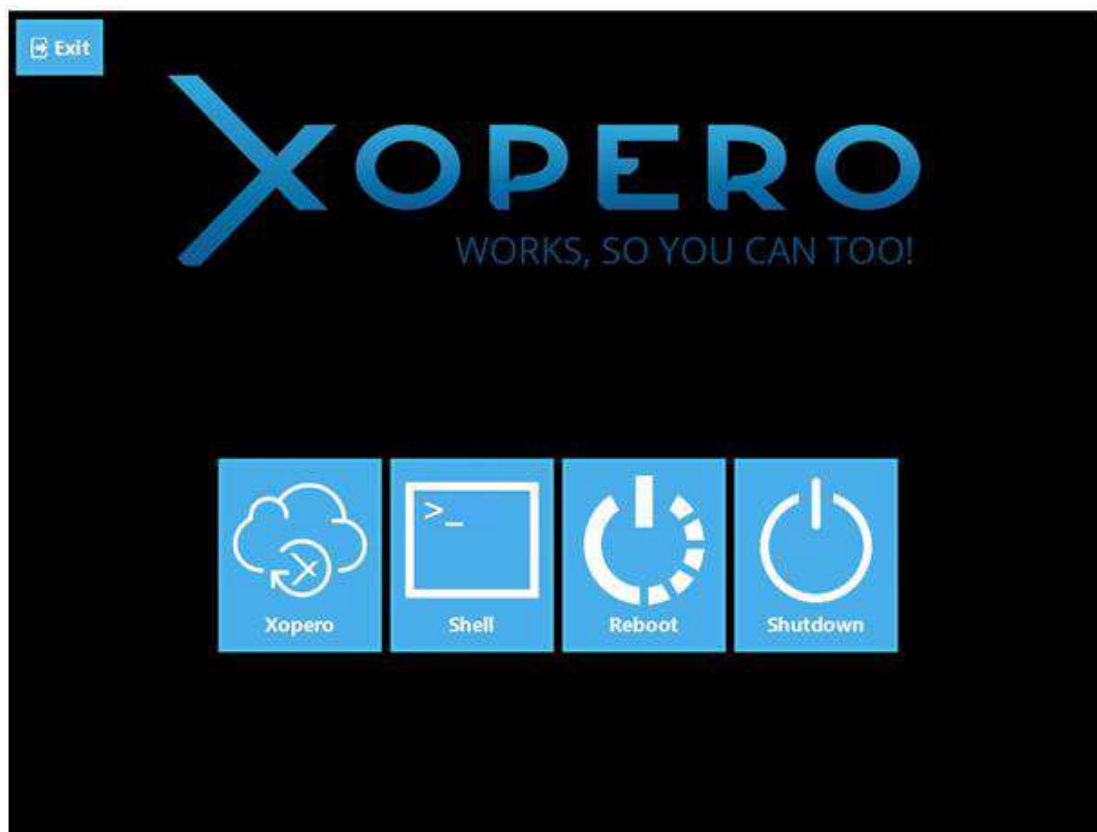 Exit
XOPERO
WORKS, SO YOU CAN TOO!
>_
X
Xopero
Shell
Reboot
Shutdown